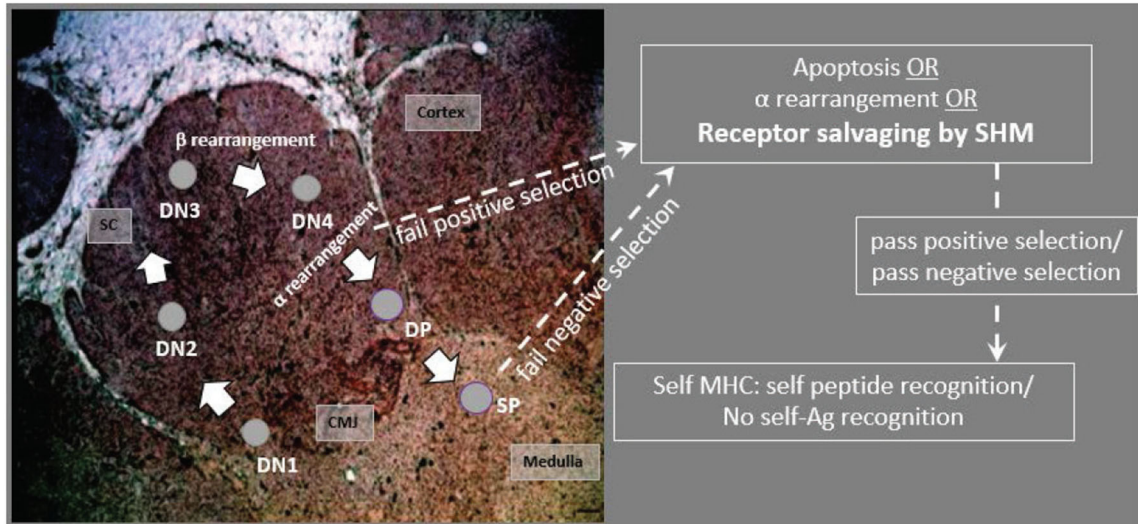 Cortex
β rearrangement
DN3
DN4
SC
α rearrangement
fail positive selection
DN2
DP
fail negative selection
SP
CMJ
DN1
Medulla
Apoptosis OR
α rearrangement OR
Receptor salvaging by SHM
pass positive selection/
pass negative selection
Self MHC: self peptide recognition/
No self-Ag recognition